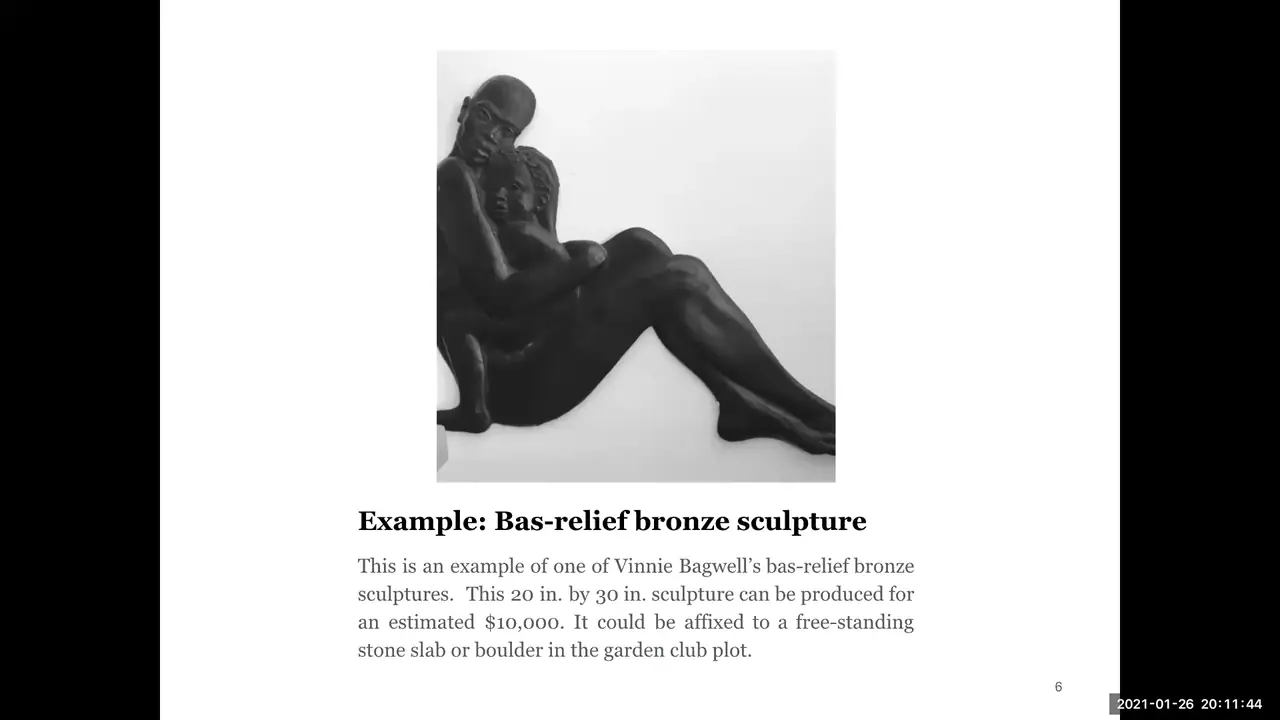 Example: Bas-relief bronze sculpture
This is an example of one of Vinnie Bagwell’s bas-relief bronze
sculptures.  This 20 in. by 30 in. sculpture can be produced for
an estimated $10,000. It could be affixed to a free-standing
stone slab or boulder in the garden club plot.
6
2021-01-26 20:11:44